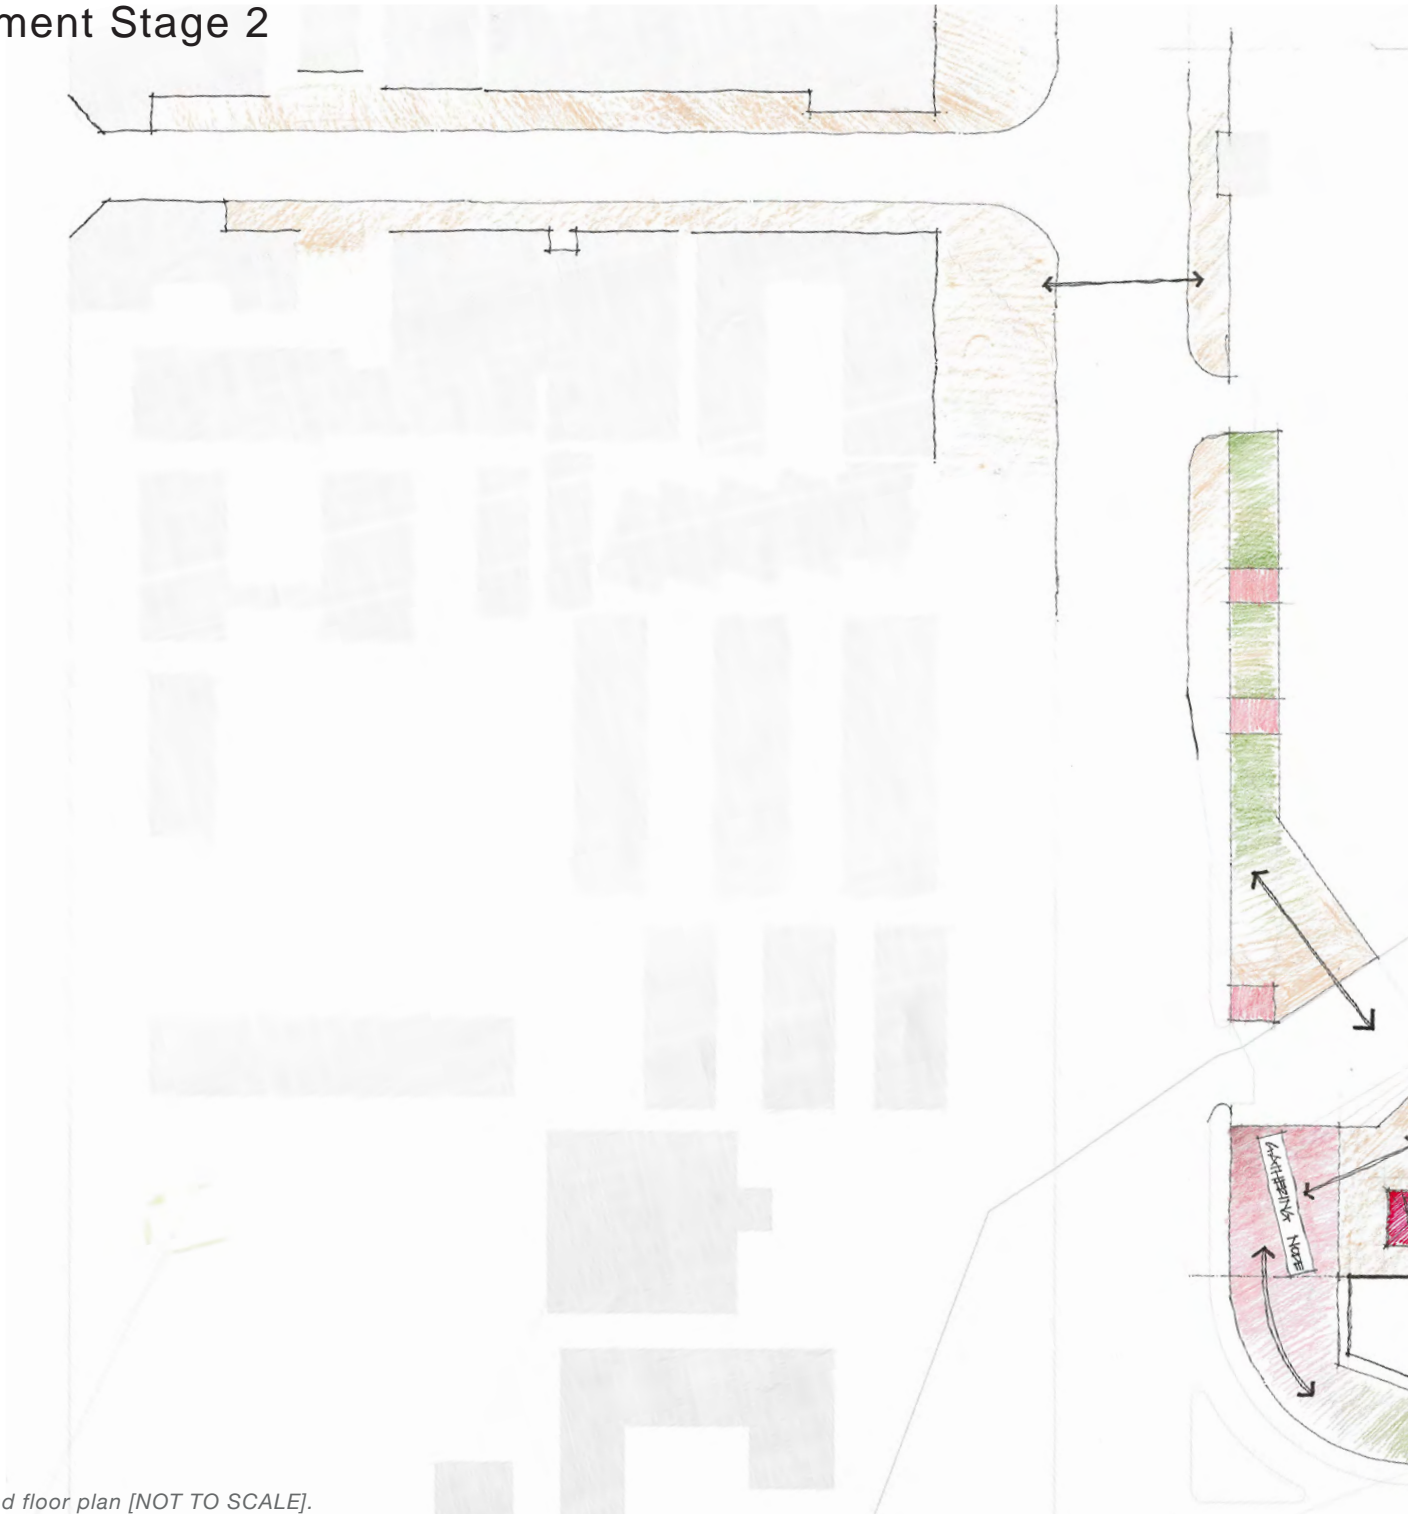 ment Stage 2
GATHERING NODE
d floor plan [NOT TO SCALE].